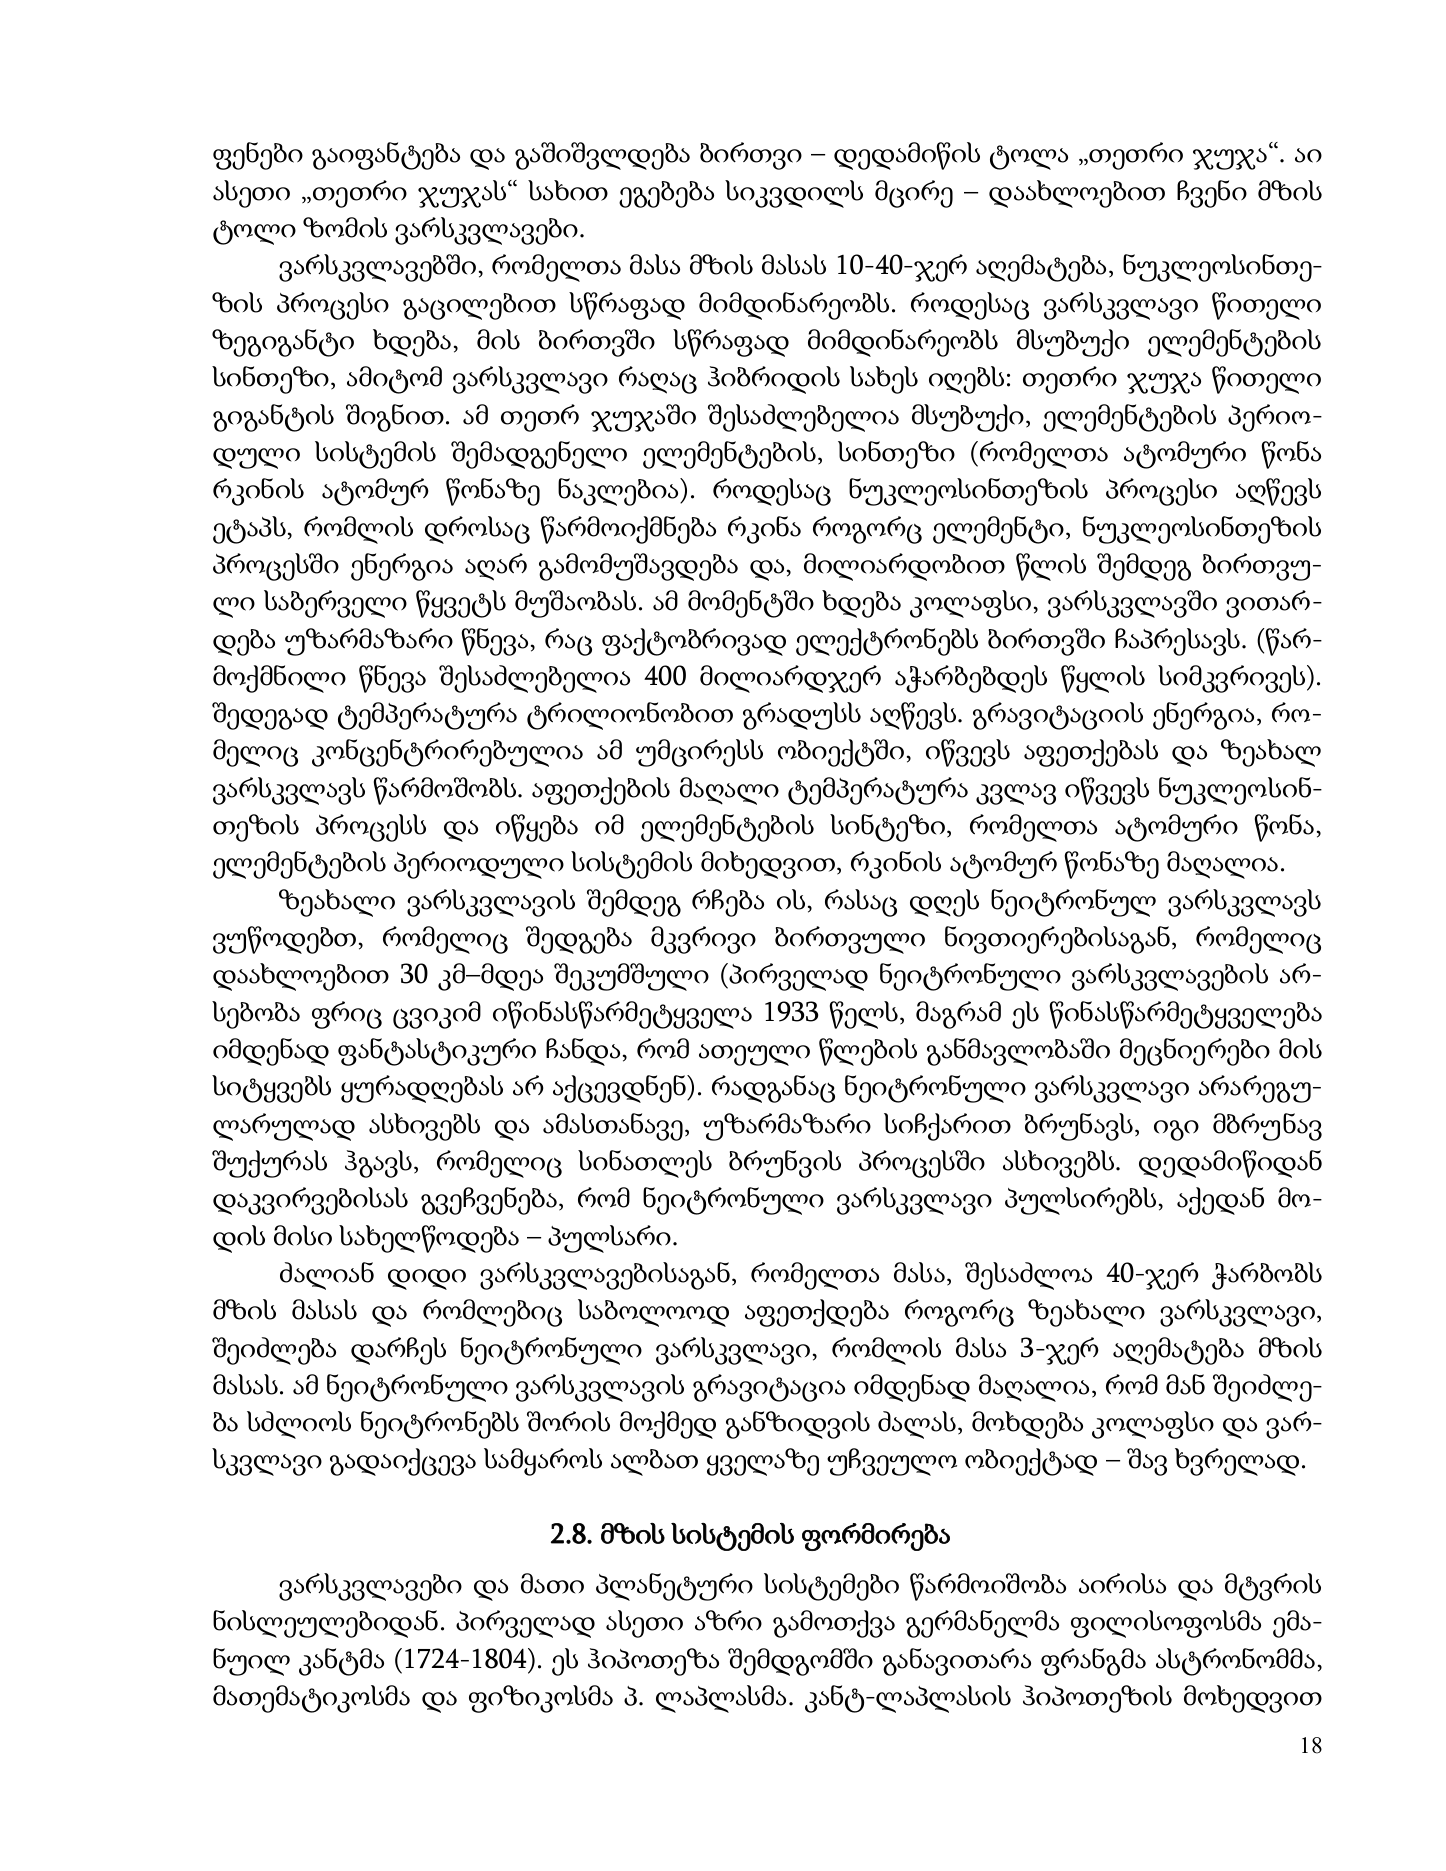 ფენები გაიფანტება და გაშიშვლდება ბირთვი – დედამიწის ტოლა „თეთრი ჯუჯა“. აი
ასეთი „თეთრი ჯუჯას“ სახით ეგებება სიკვდილს მცირე – დაახლოებით ჩვენი მზის
ტოლი ზომის ვარსკვლავები.
ვარსკვლავებში, რომელთა მასა მზის მასას 10-40-ჯერ აღემატება, ნუკლეოსინთე-
ზის პროცესი გაცილებით სწრაფად მიმდინარეობს. როდესაც ვარსკვლავი წითელი
ზეგიგანტი ხდება, მის ბირთვში სწრაფად მიმდინარეობს მსუბუქი ელემენტების
სინთეზი, ამიტომ ვარსკვლავი რაღაც ჰიბრიდის სახეს იღებს: თეთრი ჯუჯა წითელი
გიგანტის შიგნით. ამ თეთრ ჯუჯაში შესაძლებელია მსუბუქი, ელემენტების პერიო-
დული სისტემის შემადგენელი ელემენტების, სინთეზი (რომელთა ატომური წონა
რკინის ატომურ წონაზე ნაკლებია). როდესაც ნუკლეოსინთეზის პროცესი აღწევს
ეტაპს, რომლის დროსაც წარმოიქმნება რკინა როგორც ელემენტი, ნუკლეოსინთეზის
პროცესში ენერგია აღარ გამომუშავდება და, მილიარდობით წლის შემდეგ ბირთვუ-
ლი საბერველი წყვეტს მუშაობას. ამ მომენტში ხდება კოლაფსი, ვარსკვლავში ვითარ-
დება უზარმაზარი წნევა, რაც ფაქტობრივად ელექტრონებს ბირთვში ჩაპრესავს. (წარ-
მოქმნილი წნევა შესაძლებელია 400 მილიარდჯერ აჭარბებდეს წყლის სიმკვრივეს).
შედეგად ტემპერატურა ტრილიონობით გრადუსს აღწევს. გრავიტაციის ენერგია, რო-
მელიც კონცენტრირებულია ამ უმცირესს ობიექტში, იწვევს აფეთქებას და ზეახალ
ვარსკვლავს წარმოშობს. აფეთქების მაღალი ტემპერატურა კვლავ იწვევს ნუკლეოსინ-
თეზის პროცესს და იწყება იმ ელემენტების სინტეზი, რომელთა ატომური წონა,
ელემენტების პერიოდული სისტემის მიხედვით, რკინის ატომურ წონაზე მაღალია.
ზეახალი ვარსკვლავის შემდეგ რჩება ის, რასაც დღეს ნეიტრონულ ვარსკვლავს
ვუწოდებთ, რომელიც შედგება მკვრივი ბირთვული ნივთიერებისაგან, რომელიც
დაახლოებით 30 კმ–მდეა შეკუმშული (პირველად ნეიტრონული ვარსკვლავების არ-
სებობა ფრიც ცვიკიმ იწინასწარმეტყველა 1933 წელს, მაგრამ ეს წინასწარმეტყველება
იმდენად ფანტასტიკური ჩანდა, რომ ათეული წლების განმავლობაში მეცნიერები მის
სიტყვებს ყურადღებას არ აქცევდნენ). რადგანაც ნეიტრონული ვარსკვლავი არარეგუ-
ლარულად ასხივებს და ამასთანავე, უზარმაზარი სიჩქარით ბრუნავს, იგი მბრუნავ
შუქურას ჰგავს, რომელიც სინათლეს ბრუნვის პროცესში ასხივებს. დედამიწიდან
დაკვირვებისას გვეჩვენება, რომ ნეიტრონული ვარსკვლავი პულსირებს, აქედან მო-
დის მისი სახელწოდება – პულსარი.
ძალიან დიდი ვარსკვლავებისაგან, რომელთა მასა, შესაძლოა 40-ჯერ ჭარბობს
მზის მასას და რომლებიც საბოლოოდ აფეთქდება როგორც ზეახალი ვარსკვლავი,
შეიძლება დარჩეს ნეიტრონული ვარსკვლავი, რომლის მასა 3-ჯერ აღემატება მზის
მასას. ამ ნეიტრონული ვარსკვლავის გრავიტაცია იმდენად მაღალია, რომ მან შეიძლე-
ბა სძლიოს ნეიტრონებს შორის მოქმედ განზიდვის ძალას, მოხდება კოლაფსი და ვარ-
სკვლავი გადაიქცევა სამყაროს ალბათ ყველაზე უჩვეულო ობიექტად – შავ ხვრელად.
2.8. მზის სისტემის ფორმირება
ვარსკვლავები და მათი პლანეტური სისტემები წარმოიშობა აირისა და მტვრის
ნისლეულებიდან. პირველად ასეთი აზრი გამოთქვა გერმანელმა ფილისოფოსმა ემა-
ნუილ კანტმა (1724-1804). ეს ჰიპოთეზა შემდგომში განავითარა ფრანგმა ასტრონომმა,
მათემატიკოსმა და ფიზიკოსმა პ. ლაპლასმა. კანტ-ლაპლასის ჰიპოთეზის მოხედვით
18